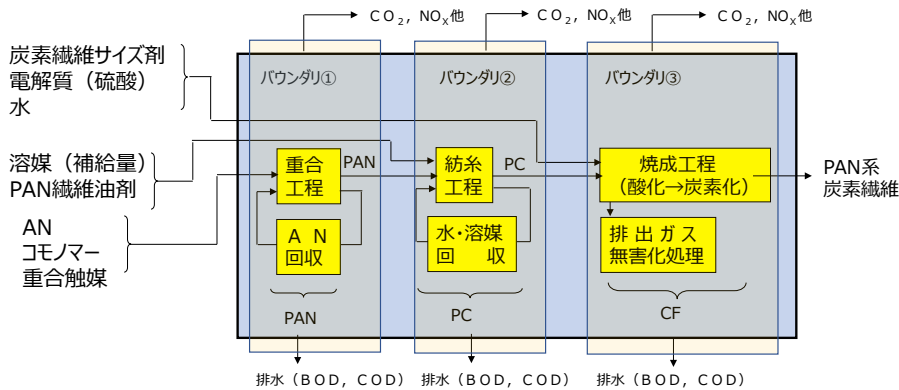 ＣＯ₂, ＮＯₓ他
ＣＯ₂, ＮＯₓ他
ＣＯ₂, ＮＯₓ他
炭素繊維サイズ剤
電解質（硫酸）
水
バウンダリ①
バウンダリ②
バウンダリ③
溶媒（補給量）
PAN繊維油剤
重合
工程
PAN
紡糸
工程
PC
焼成工程
（酸化→炭素化）
PAN系
炭素繊維
AN
コモノマー
重合触媒
ＡＮ
回収
水・溶媒
回収
排出ガス
無害化処理
PAN
PC
CF
排水（ＢＯＤ，ＣＯＤ）
排水（ＢＯＤ，ＣＯＤ）
排水（ＢＯＤ，ＣＯＤ）